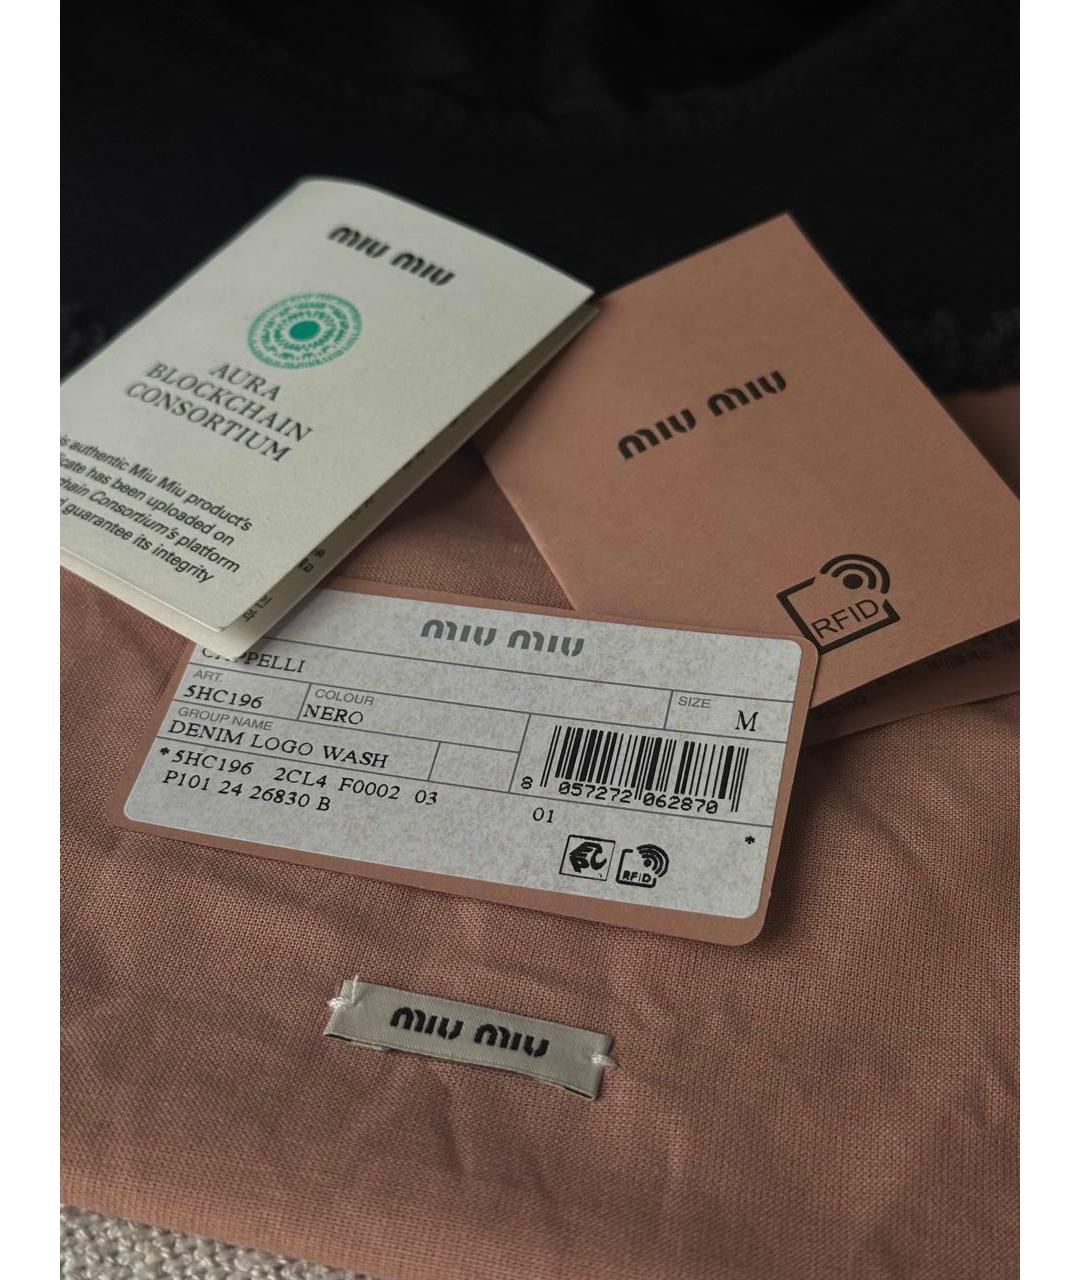 miu miu
AURA
BLOCKCHAIN
CONSORTIUM
authentic Miu Miu product's
has been uploaded on
Consortium's platform
guarantee its integrity
miu miu
RFID
miu miu
CAPPELLI
ART.
5HC196
COLOUR
NERO
SIZE
M
GROUP NAME
DENIM LOGO WASH
*5HC196 2CL4 F0002 03
P101 24 26830 B
8 057272 062870
01
*
RFID
miu miu